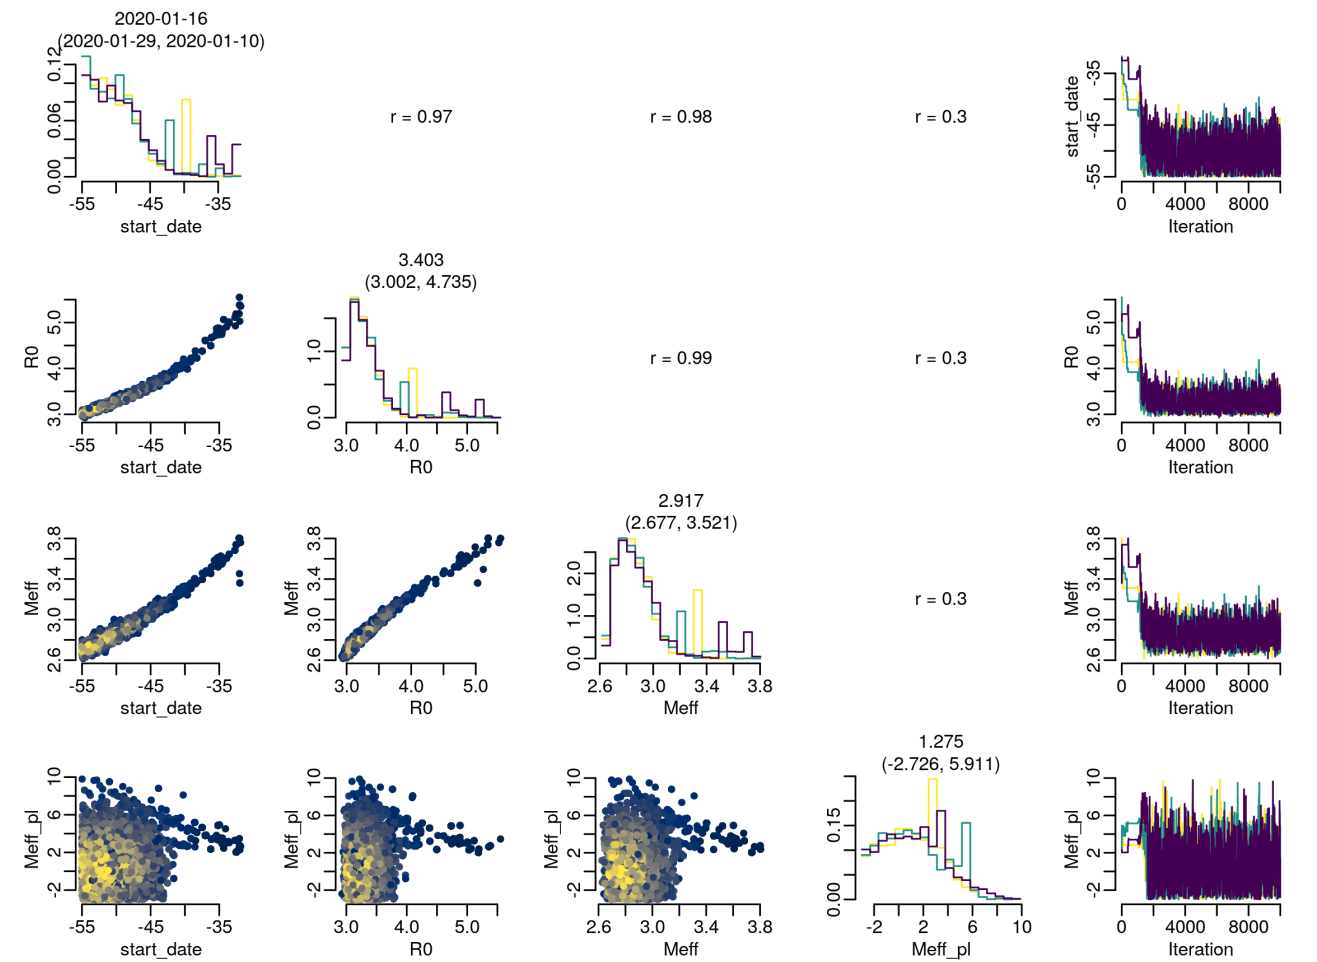 2020-01-16
(2020-01-29, 2020-01-10)
0.12
0.06
0.00
-55 -45 -35
start_date
r = 0.97
r = 0.98
r = 0.3
start_date
-35
-45
-55
0 4000 8000
Iteration
R0
5.0
4.0
3.0
-55 -45 -35
start_date
3.403
(3.002, 4.735)
1.0
0.0
3.0 4.0 5.0
R0
r = 0.99
r = 0.3
R0
5.0
4.0
3.0
0 4000 8000
Iteration
Meff
3.8
3.4
3.0
2.6
-55 -45 -35
start_date
Meff
3.8
3.4
3.0
2.6
3.0 4.0 5.0
R0
2.917
(2.677, 3.521)
2.0
1.0
0.0
2.6 3.0 3.4 3.8
Meff
r = 0.3
Meff
3.8
3.4
3.0
2.6
0 4000 8000
Iteration
Meff_pl
10
6
2
-2
-55 -45 -35
start_date
Meff_pl
10
6
2
-2
3.0 4.0 5.0
R0
Meff_pl
10
6
2
-2
2.6 3.0 3.4 3.8
Meff
1.275
(-2.726, 5.911)
0.15
0.00
-2 2 6 10
Meff_pl
Meff_pl
10
6
2
-2
0 4000 8000
Iteration